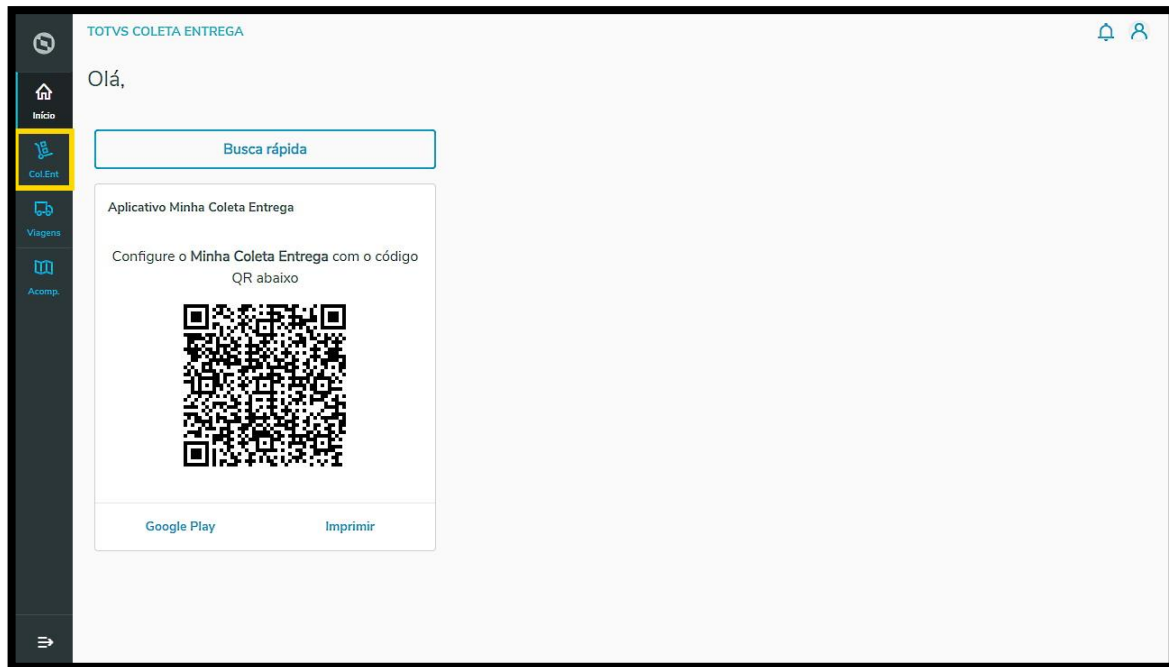 TOTVS COLETA ENTREGA
Olá,
Início
Col.Ent
Viagens
Acomp.
Busca rápida
Aplicativo Minha Coleta Entrega
Configure o Minha Coleta Entrega com o código
QR abaixo
Google Play
Imprimir